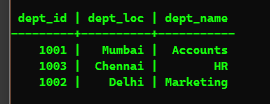 dept_id | dept_loc | dept_name
---------+----------+-----------
1001 | Mumbai | Accounts
1003 | Chennai | HR
1002 | Delhi | Marketing